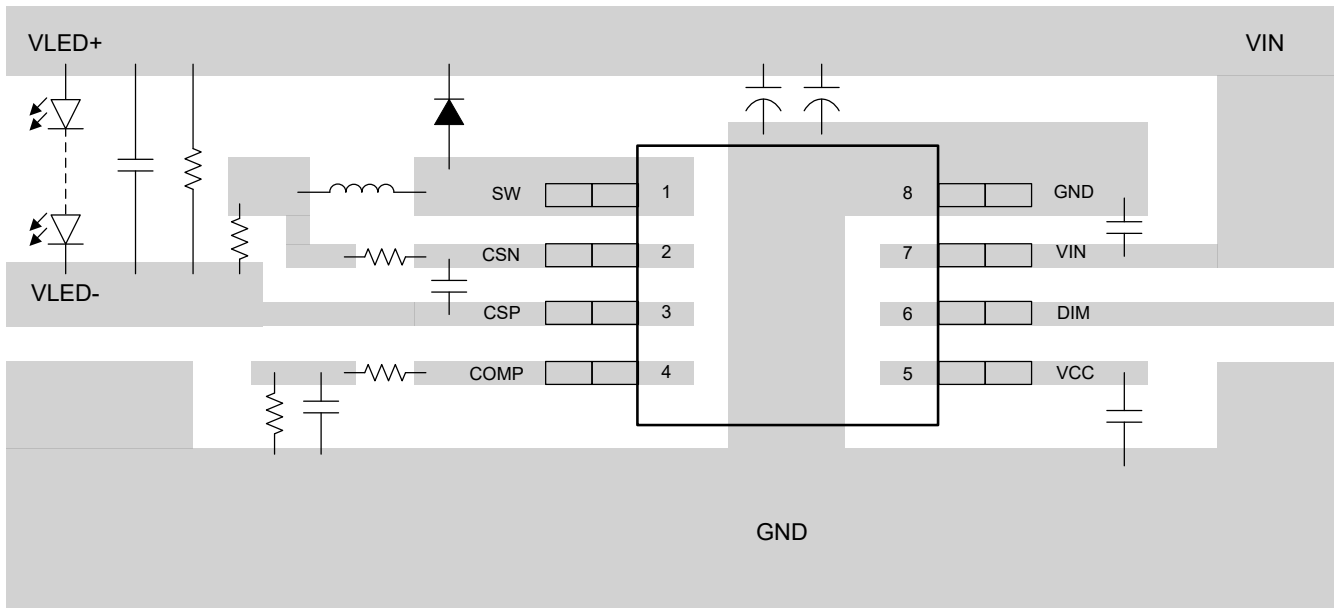 VLED+ VIN
SW 1 8 GND
CSN 2 7 VIN
VLED-
CSP 3 6 DIM
COMP 4 5 VCC
GND